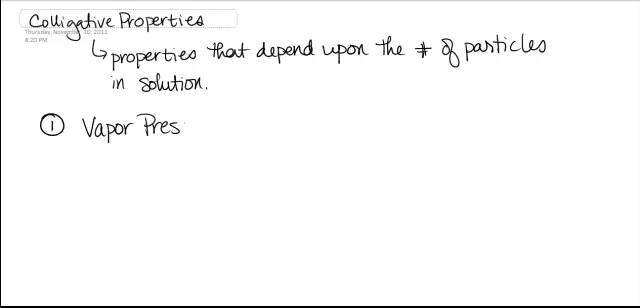 Colligative Properties
Thursday, November 10, 2011
8:20 PM
↳ properties that depend upon the # of particles
in solution.
① Vapor Pres